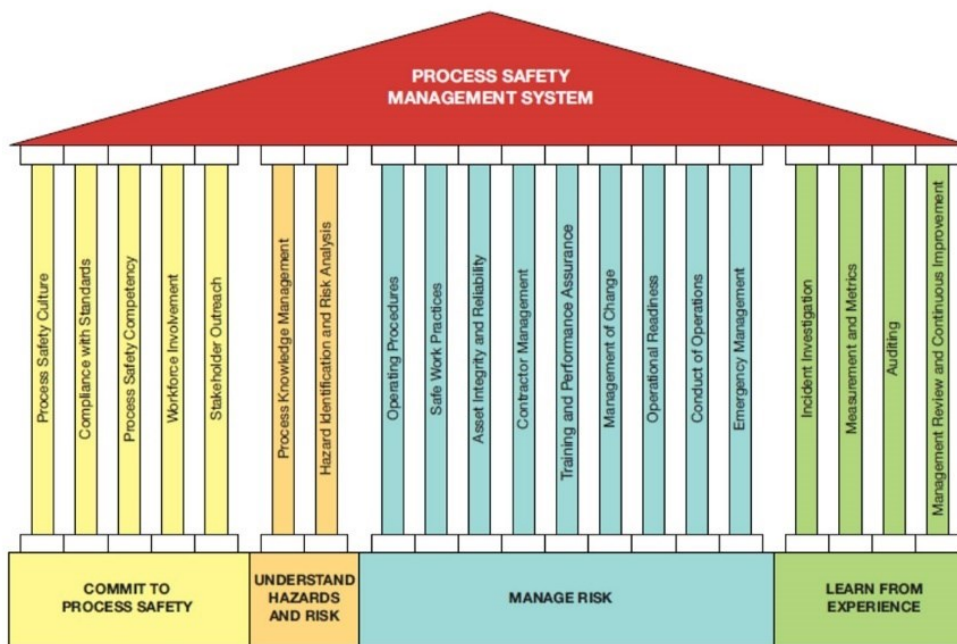 PROCESS SAFETY
MANAGEMENT SYSTEM
Process Safety Culture
Compliance with Standards
Process Safety Competency
Workforce Involvement
Stakeholder Outreach
Process Knowledge Management
Hazard Identification and Risk Analysis
Operating Procedures
Safe Work Practices
Asset Integrity and Reliability
Contractor Management
Training and Performance Assurance
Management of Change
Operational Readiness
Conduct of Operations
Emergency Management
Incident Investigation
Measurement and Metrics
Auditing
Management Review and Continuous Improvement
COMMIT TO
PROCESS SAFETY
UNDERSTAND
HAZARDS
AND RISK
MANAGE RISK
LEARN FROM
EXPERIENCE